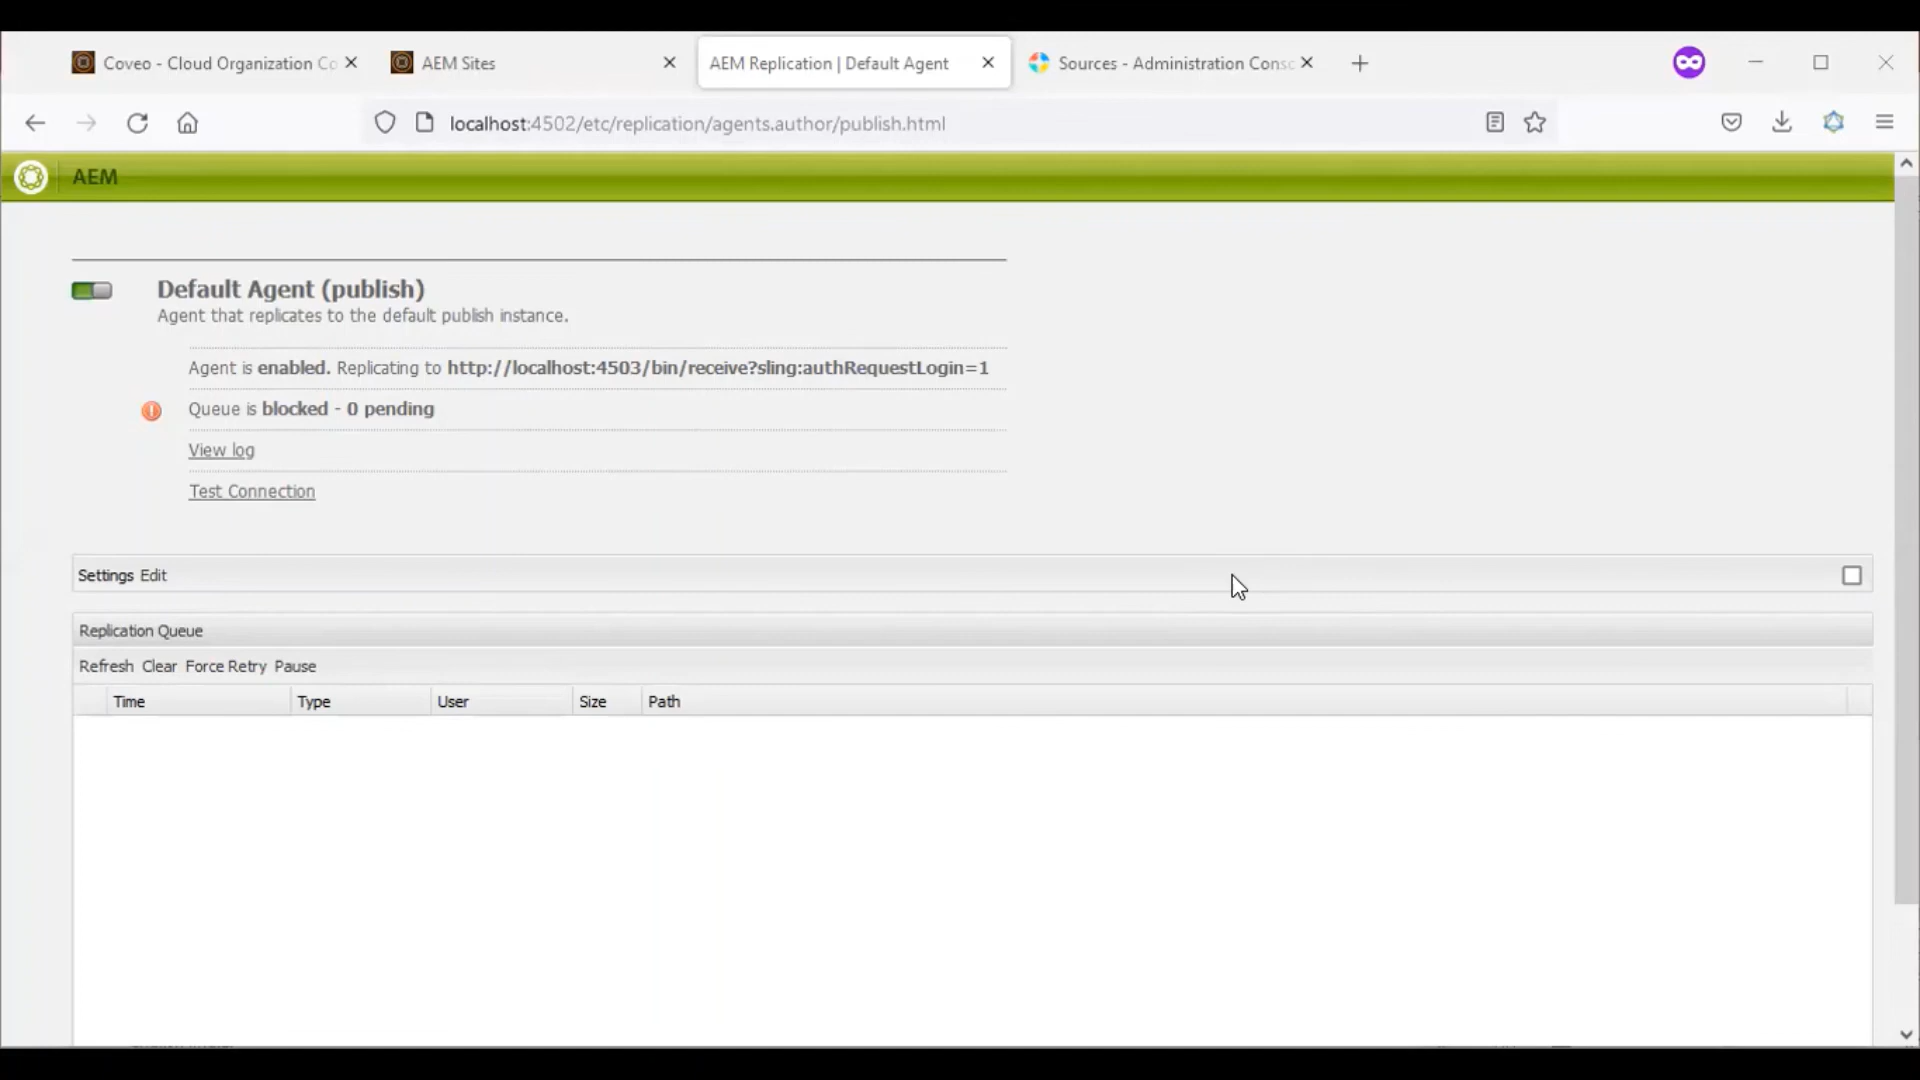 Coveo - Cloud Organization Co
AEM Sites
AEM Replication | Default Agent
Sources - Administration Consc
localhost:4502/etc/replication/agents.author/publish.html
AEM
Default Agent (publish)
Agent that replicates to the default publish instance.
Agent is enabled. Replicating to http://localhost:4503/bin/receive?sling:authRequestLogin=1
Queue is blocked - 0 pending
View log
Test Connection
Settings Edit
Replication Queue
Refresh Clear Force Retry Pause
Time Type User Size Path